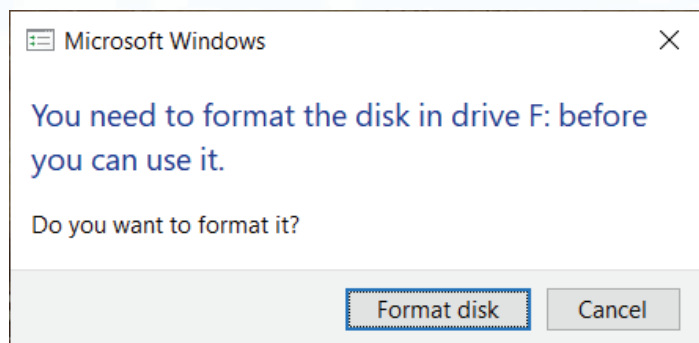 Microsoft Windows
You need to format the disk in drive F: before
you can use it.
Do you want to format it?
Format disk Cancel